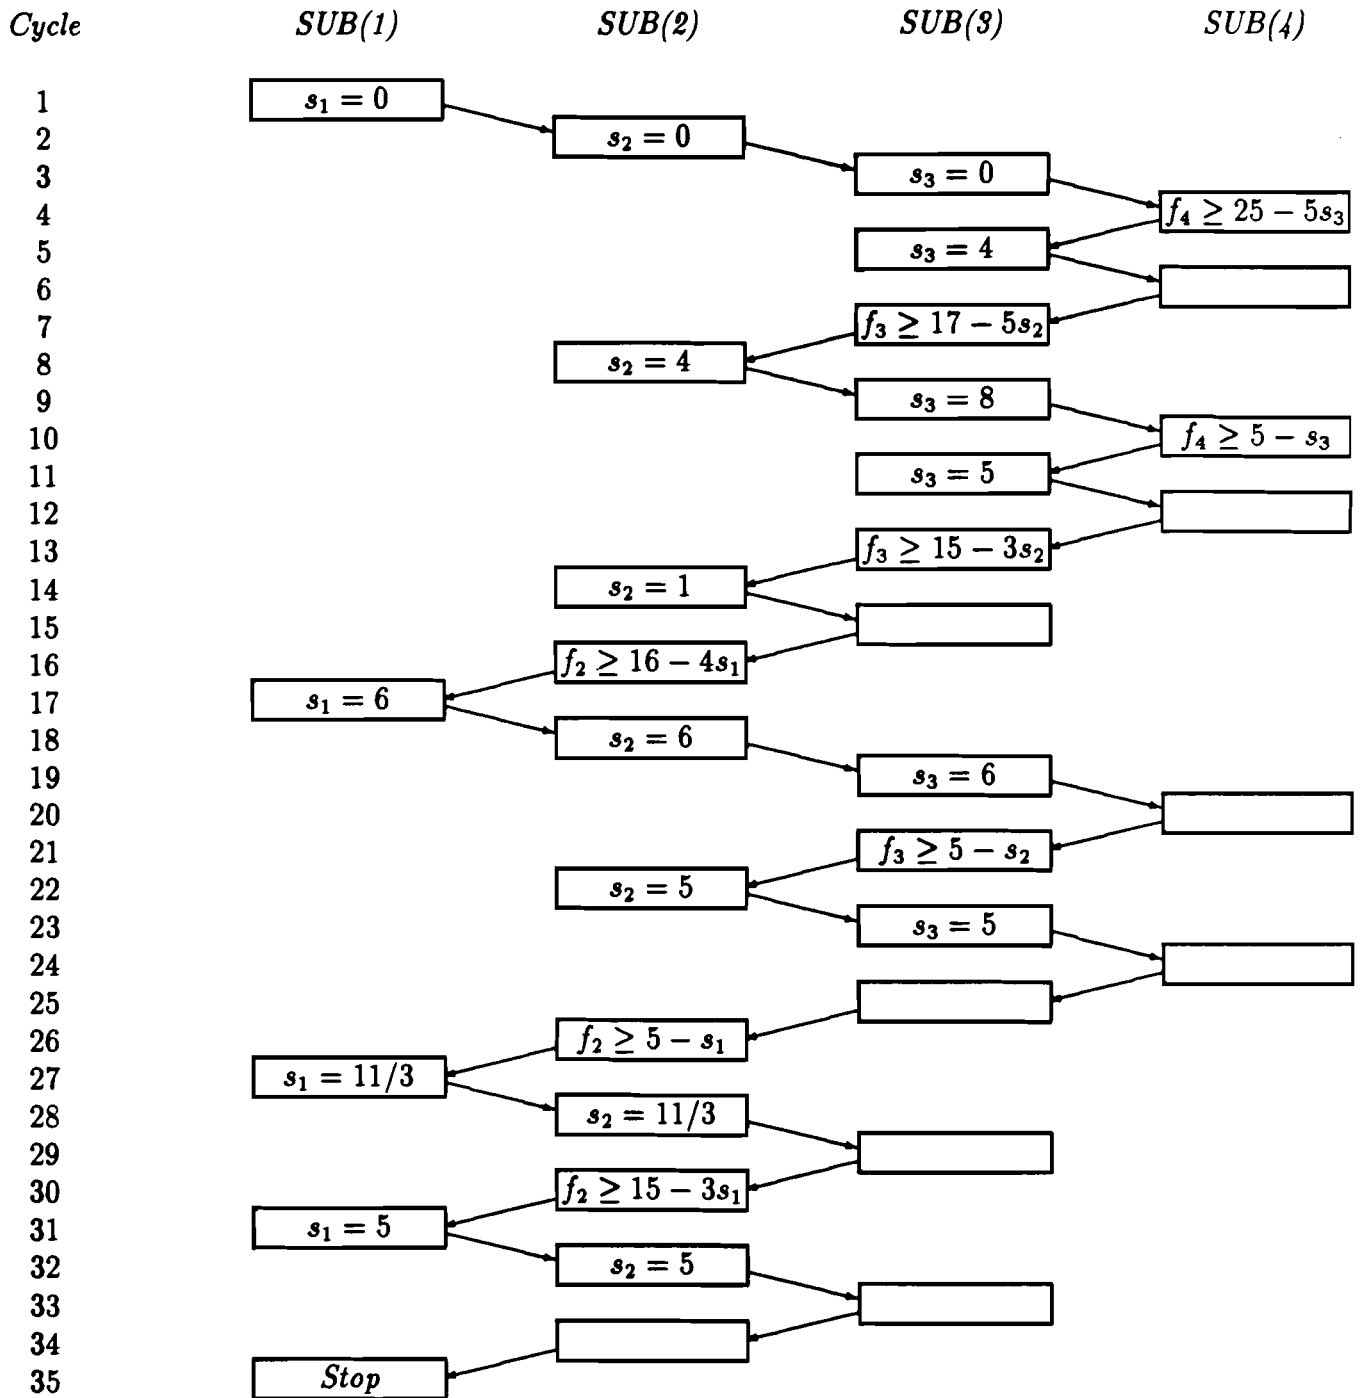 Cycle SUB(1) SUB(2) SUB(3) SUB(4)
1 s₁ = 0
2 s₂ = 0
3 s₃ = 0
4 f₄ ≥ 25 − 5s₃
5 s₃ = 4
6
7 f₃ ≥ 17 − 5s₂
8 s₂ = 4
9 s₃ = 8
10 f₄ ≥ 5 − s₃
11 s₃ = 5
12
13 f₃ ≥ 15 − 3s₂
14 s₂ = 1
15
16 f₂ ≥ 16 − 4s₁
17 s₁ = 6
18 s₂ = 6
19 s₃ = 6
20
21 f₃ ≥ 5 − s₂
22 s₂ = 5
23 s₃ = 5
24
25
26 f₂ ≥ 5 − s₁
27 s₁ = 11/3
28 s₂ = 11/3
29
30 f₂ ≥ 15 − 3s₁
31 s₁ = 5
32 s₂ = 5
33
34
35 Stop